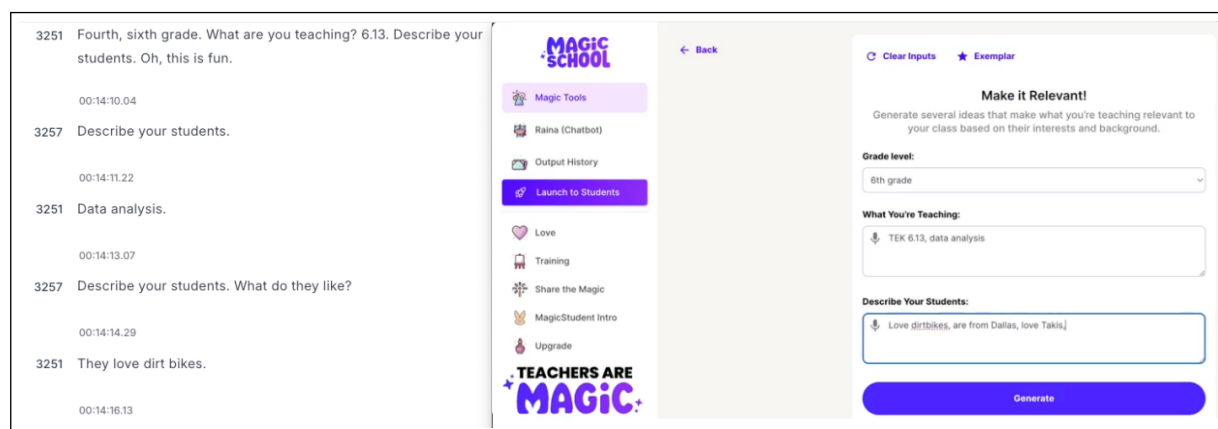 3251 Fourth, sixth grade. What are you teaching? 6.13. Describe your
students. Oh, this is fun.
00:14:10.04
3257 Describe your students.
00:14:11.22
3251 Data analysis.
00:14:13.07
3257 Describe your students. What do they like?
00:14:14.29
3251 They love dirt bikes.
00:14:16.13
MAGiC
SCHOOL
Magic Tools
Raina (Chatbot)
Output History
Launch to Students
Love
Training
Share the Magic
MagicStudent Intro
Upgrade
TEACHERS ARE
MAGiC
← Back
Clear Inputs ★ Exemplar
Make it Relevant!
Generate several ideas that make what you're teaching relevant to
your class based on their interests and background.
Grade level:
6th grade
What You're Teaching:
TEK 6.13, data analysis
Describe Your Students:
Love dirtbikes, are from Dallas, love Takis,
Generate